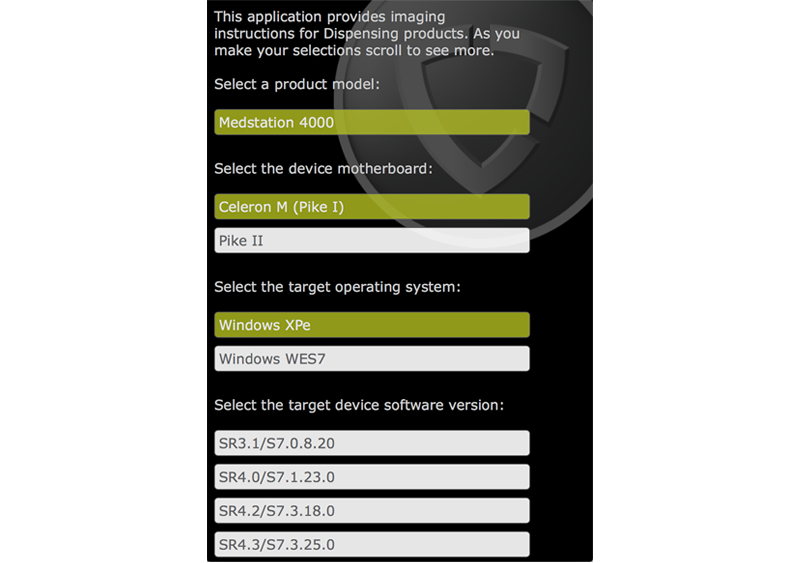 This application provides imaging
instructions for Dispensing products. As you
make your selections scroll to see more.
Select a product model:
Medstation 4000
Select the device motherboard:
Celeron M (Pike I)
Pike II
Select the target operating system:
Windows XPe
Windows WES7
Select the target device software version:
SR3.1/S7.0.8.20
SR4.0/S7.1.23.0
SR4.2/S7.3.18.0
SR4.3/S7.3.25.0